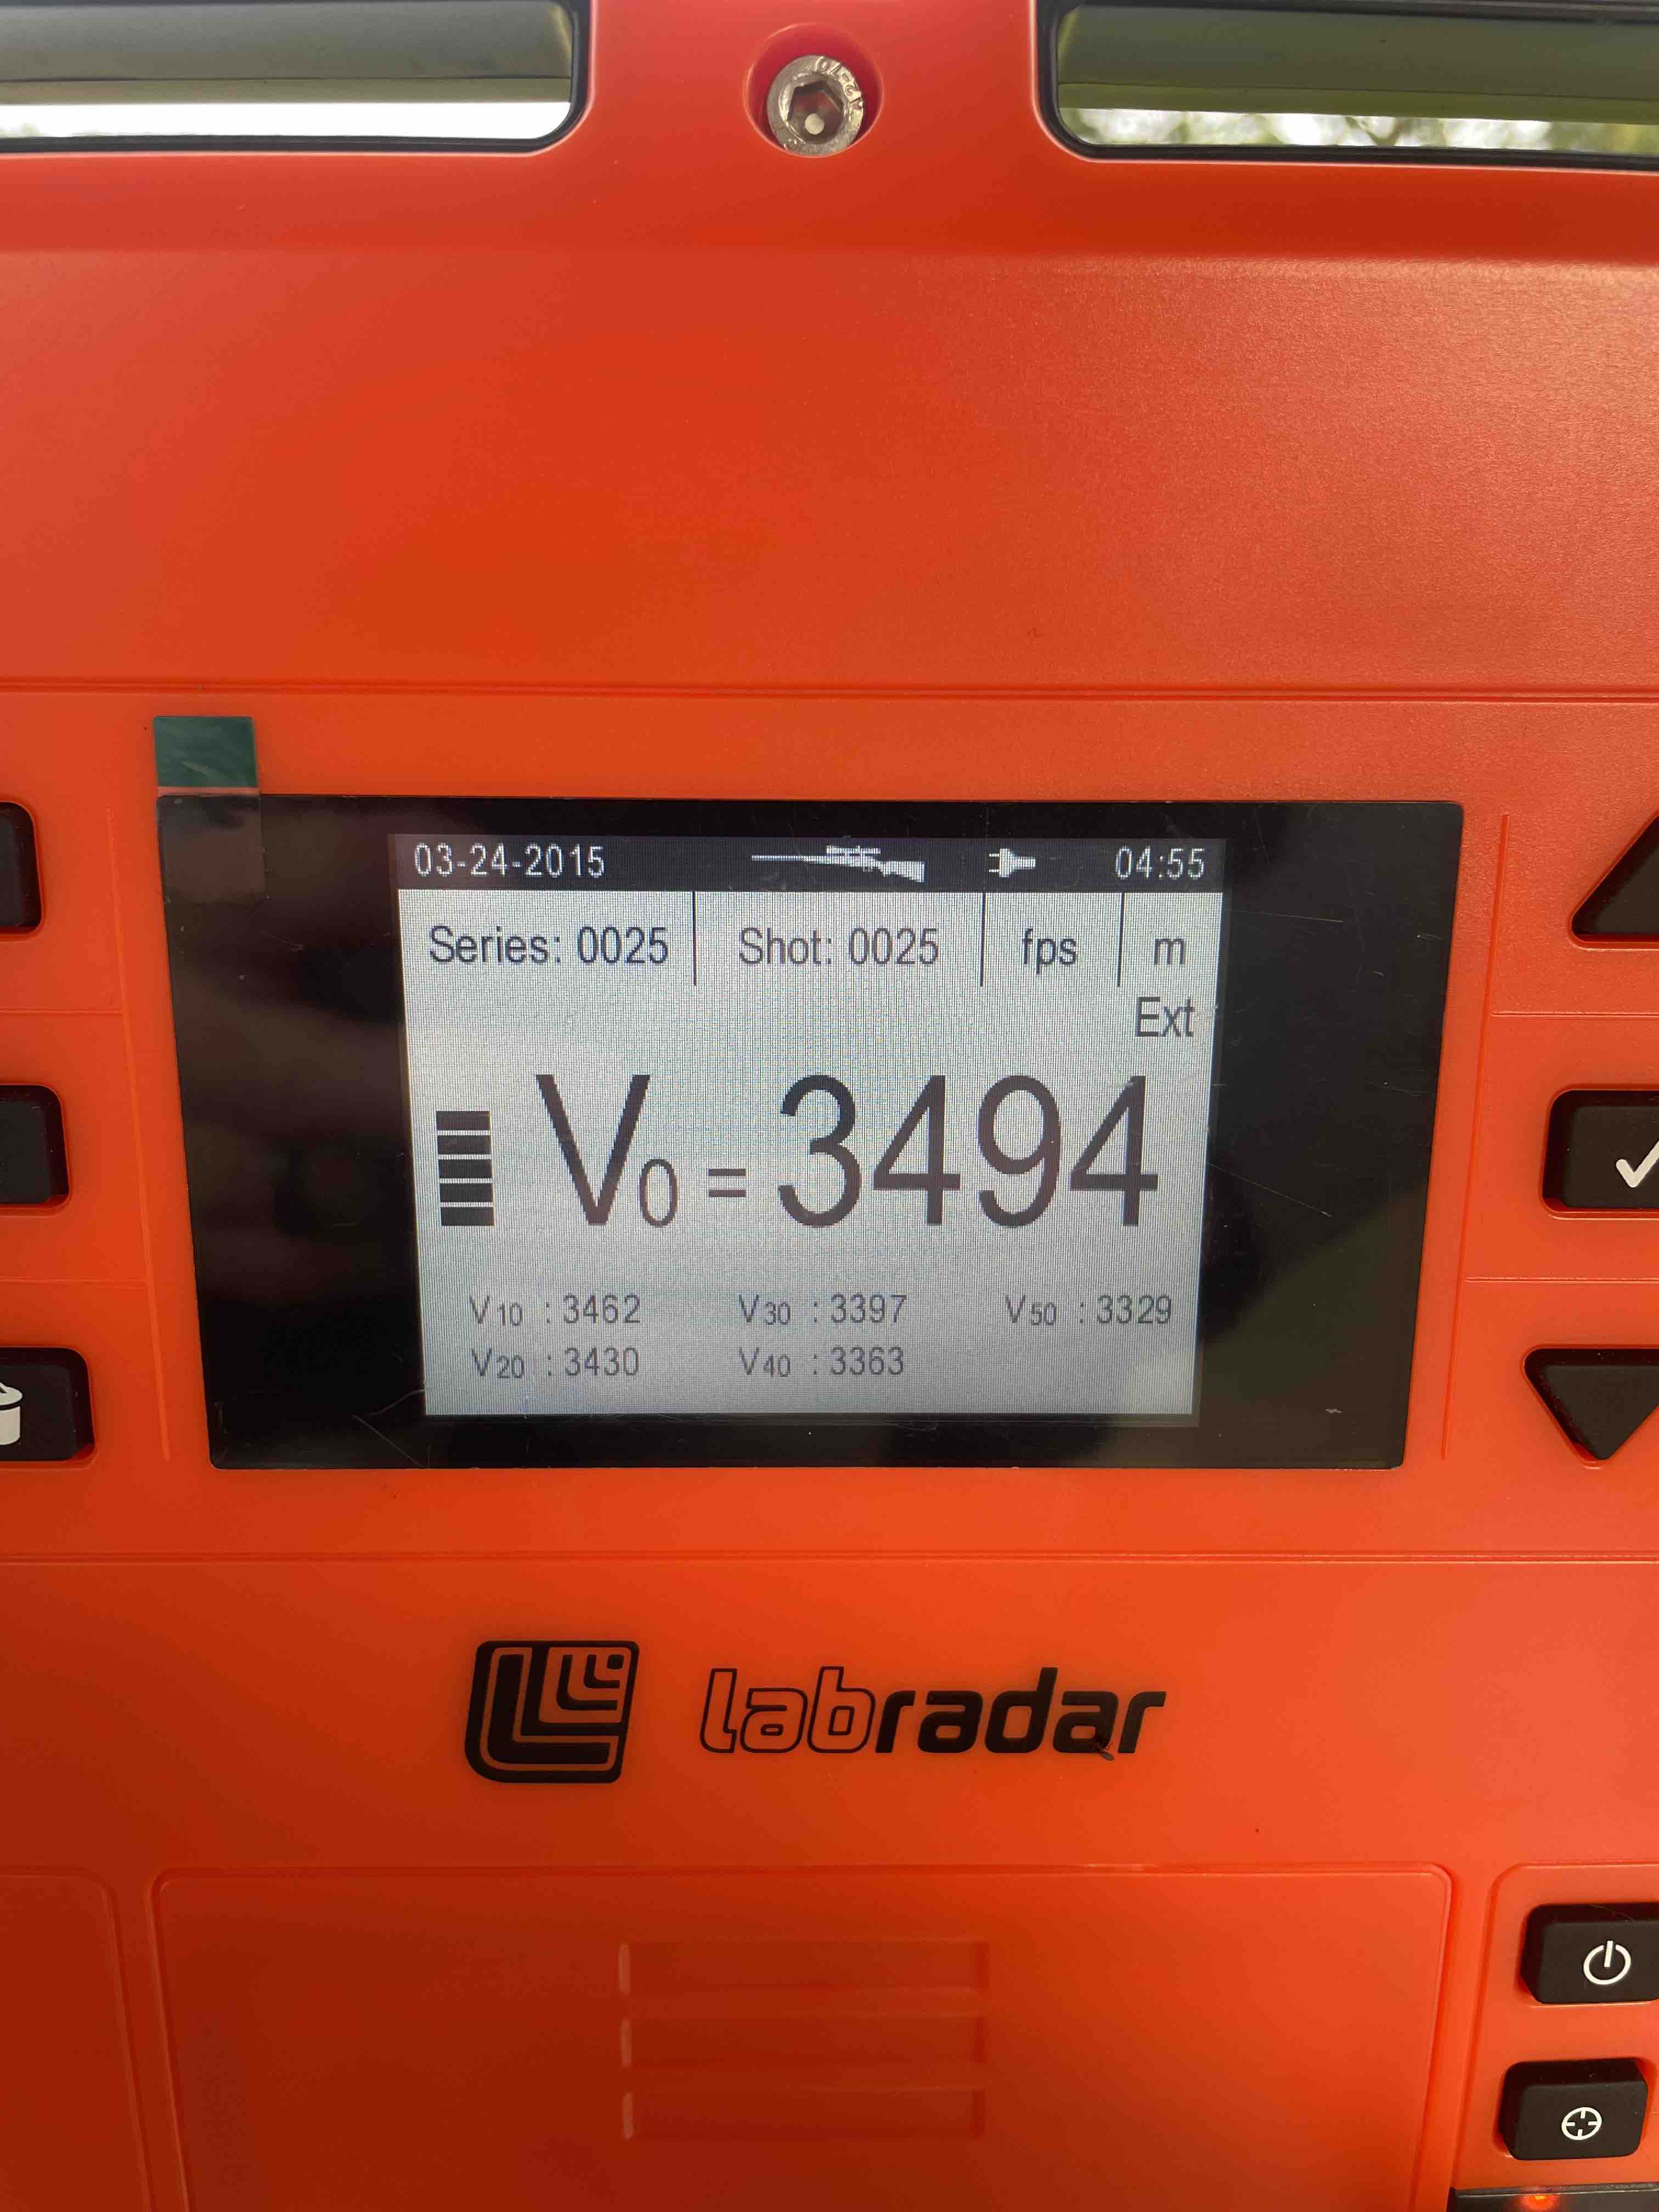 03-24-2015 04:55
Series: 0025 Shot: 0025 fps m
Ext
V0 = 3494
V10 : 3462 V30 : 3397 V50 : 3329
V20 : 3430 V40 : 3363
labradar